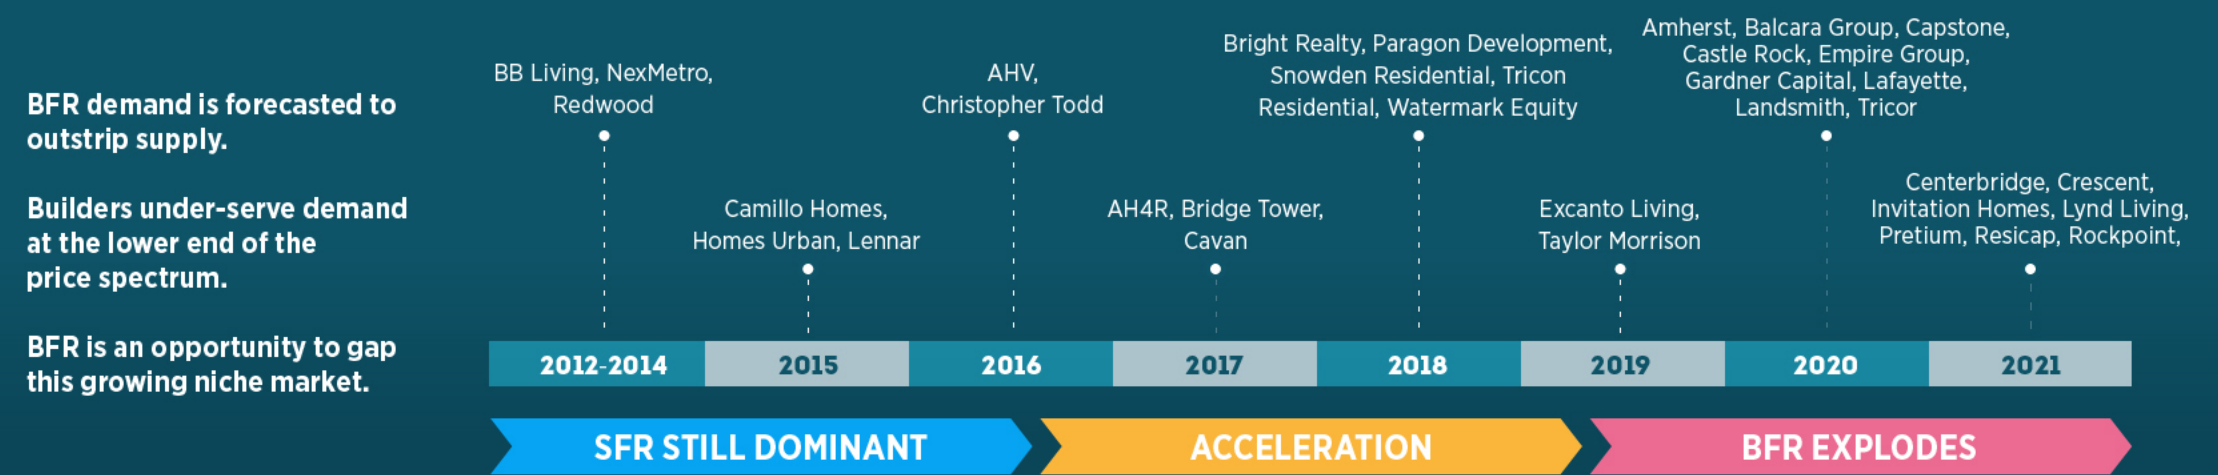 BFR demand is forecasted to
outstrip supply.
Builders under-serve demand
at the lower end of the
price spectrum.
BFR is an opportunity to gap
this growing niche market.
BB Living, NexMetro,
Redwood
Camillo Homes,
Homes Urban, Lennar
AHV,
Christopher Todd
AH4R, Bridge Tower,
Cavan
Bright Realty, Paragon Development,
Snowden Residential, Tricon
Residential, Watermark Equity
Excanto Living,
Taylor Morrison
Amherst, Balcara Group, Capstone,
Castle Rock, Empire Group,
Gardner Capital, Lafayette,
Landsmith, Tricor
Centerbridge, Crescent,
Invitation Homes, Lynd Living,
Pretium, Resicap, Rockpoint,
2012-2014 2015 2016 2017 2018 2019 2020 2021
SFR STILL DOMINANT ACCELERATION BFR EXPLODES